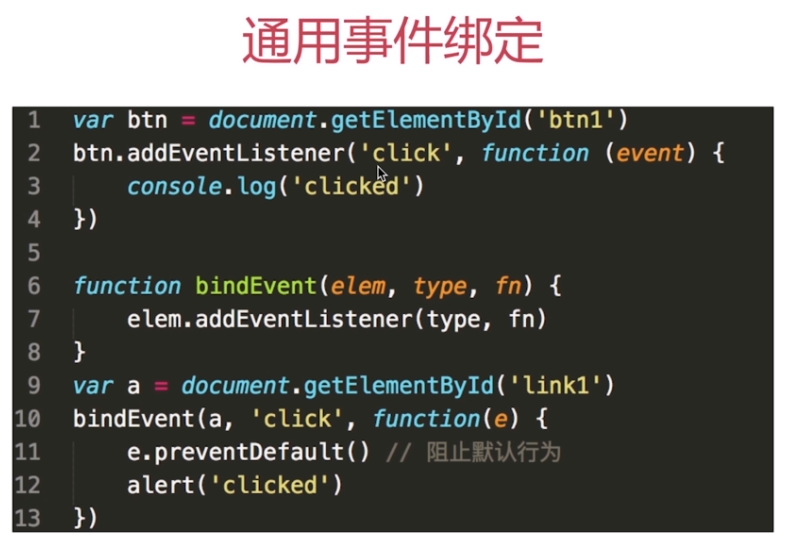 通用事件绑定
1 var btn = document.getElementById('btn1')
2 btn.addEventListener('click', function (event) {
3     console.log('clicked')
4 })
5
6 function bindEvent(elem, type, fn) {
7     elem.addEventListener(type, fn)
8 }
9 var a = document.getElementById('link1')
10 bindEvent(a, 'click', function(e) {
11     e.preventDefault() // 阻止默认行为
12     alert('clicked')
13 })